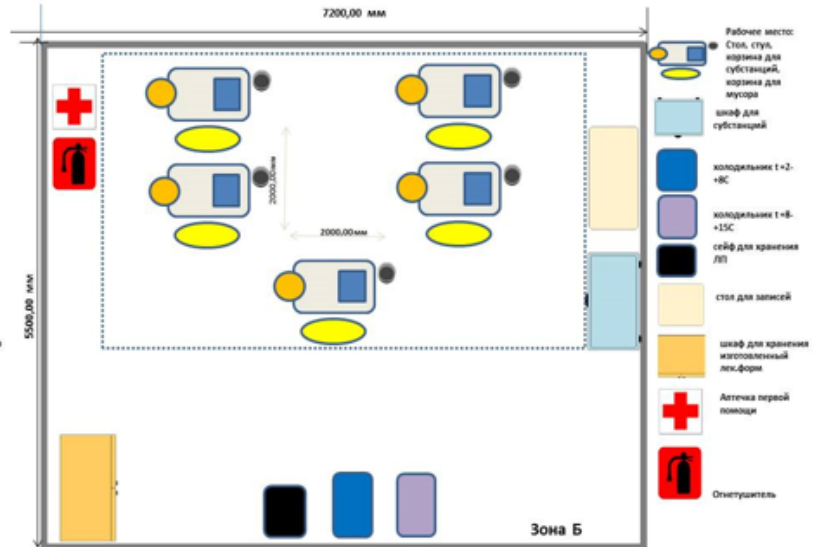 7200,00 мм
5500,00 мм
2000,00мм
2000,00мм
Зона Б
Рабочее место:
Стол, стул,
корзина для
субстанций,
корзина для
мусора
шкаф для
субстанций
холодильник t =2-
+8С
холодильник t =8-
+15С
сейф для хранения
ЛП
стол для записей
шкаф для хранения
изготовленный
лек.форм
Аптечка первой
помощи
Огнетушитель